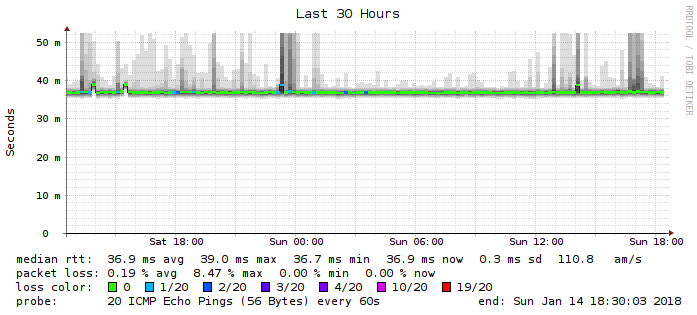 Last 30 Hours
RRDTOOL / TOBI OETIKER
Seconds
50 m
40 m
30 m
20 m
10 m
0
Sat 18:00 Sun 00:00 Sun 06:00 Sun 12:00 Sun 18:00
median rtt: 36.9 ms avg 39.0 ms max 36.7 ms min 36.9 ms now 0.3 ms sd 110.8 am/s
packet loss: 0.19 % avg 8.47 % max 0.00 % min 0.00 % now
loss color: 0 1/20 2/20 3/20 4/20 10/20 19/20
probe: 20 ICMP Echo Pings (56 Bytes) every 60s end: Sun Jan 14 18:30:03 2018